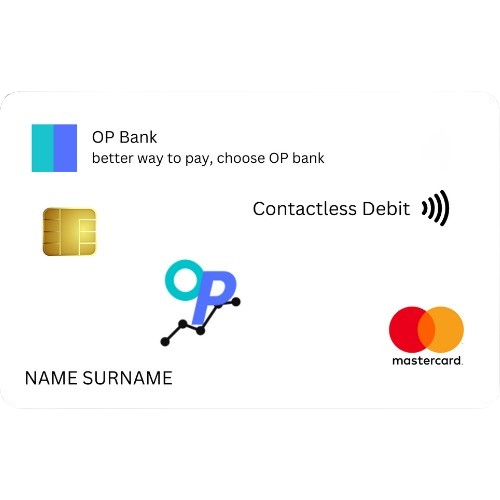 OP Bank
better way to pay, choose OP bank
Contactless Debit
OP
mastercard.
NAME SURNAME